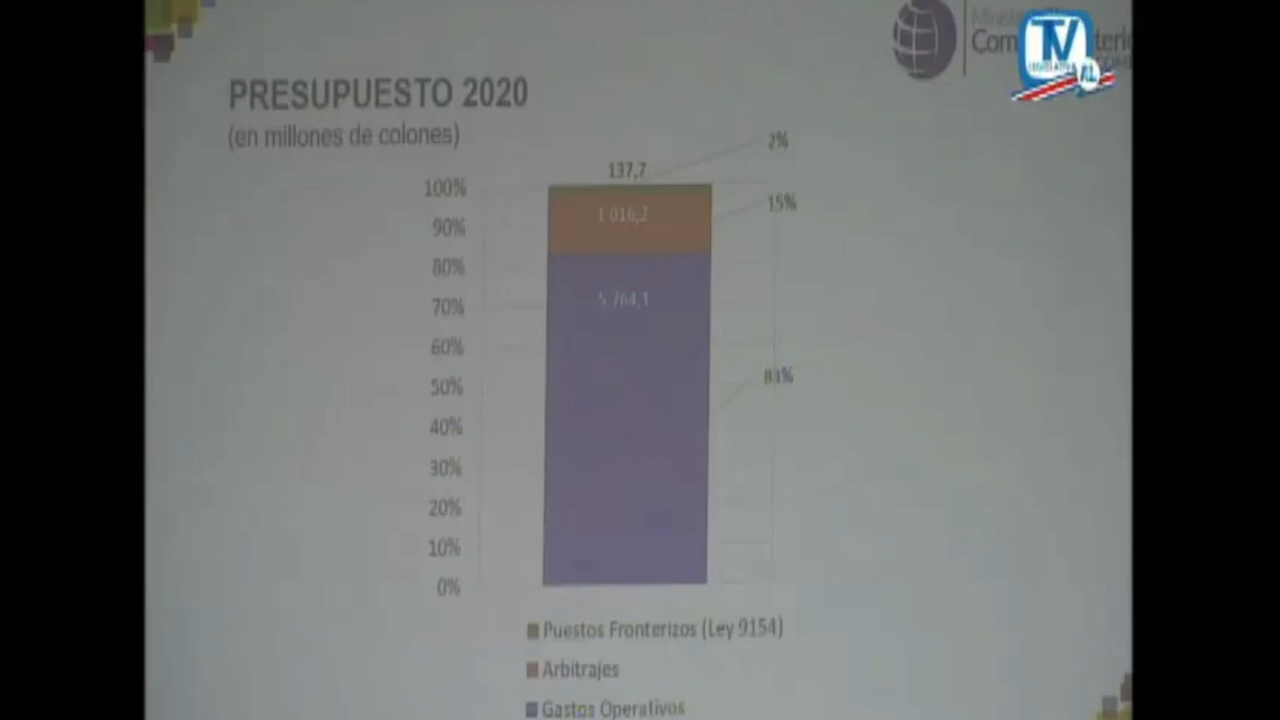 PRESUPUESTO 2020
(en millones de colones)
TV
137,7
2%
100%
1 016,2
15%
90%
80%
5 764,1
70%
60%
50%
40%
30%
20%
10%
0%
Puestos Fronterizos (Ley 9154)
Arbitrajes
Gastos Operativos